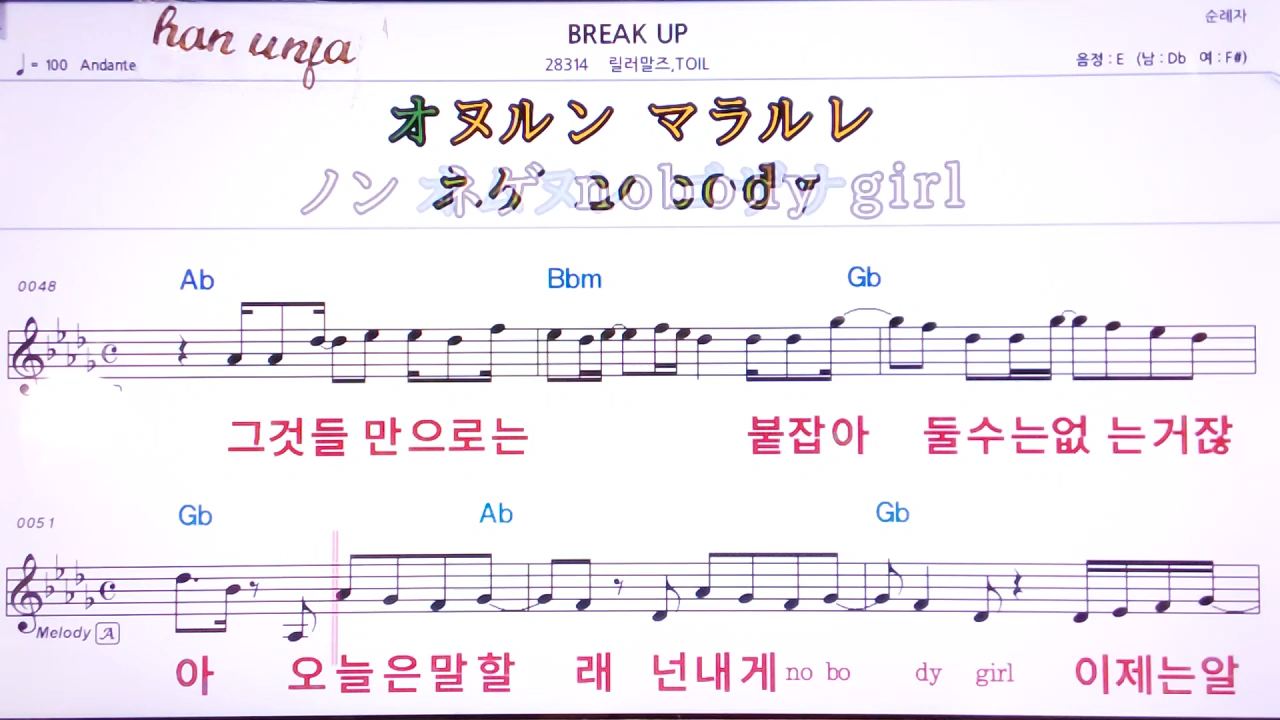 han unfa
BREAK UP
순례자
♩= 100 Andante
28314 릴러말즈,TOIL
음정 : E (남 : Db 여 : F#)
オヌルン マラルレ
ノン ネゲ nobody girl
0048
Ab Bbm Gb
그것들 만으로는 붙잡아 둘수는없 는거잖
0051
Gb Ab Gb
Melody A
아 오늘은말할 래 넌내게 no bo dy girl 이제는알